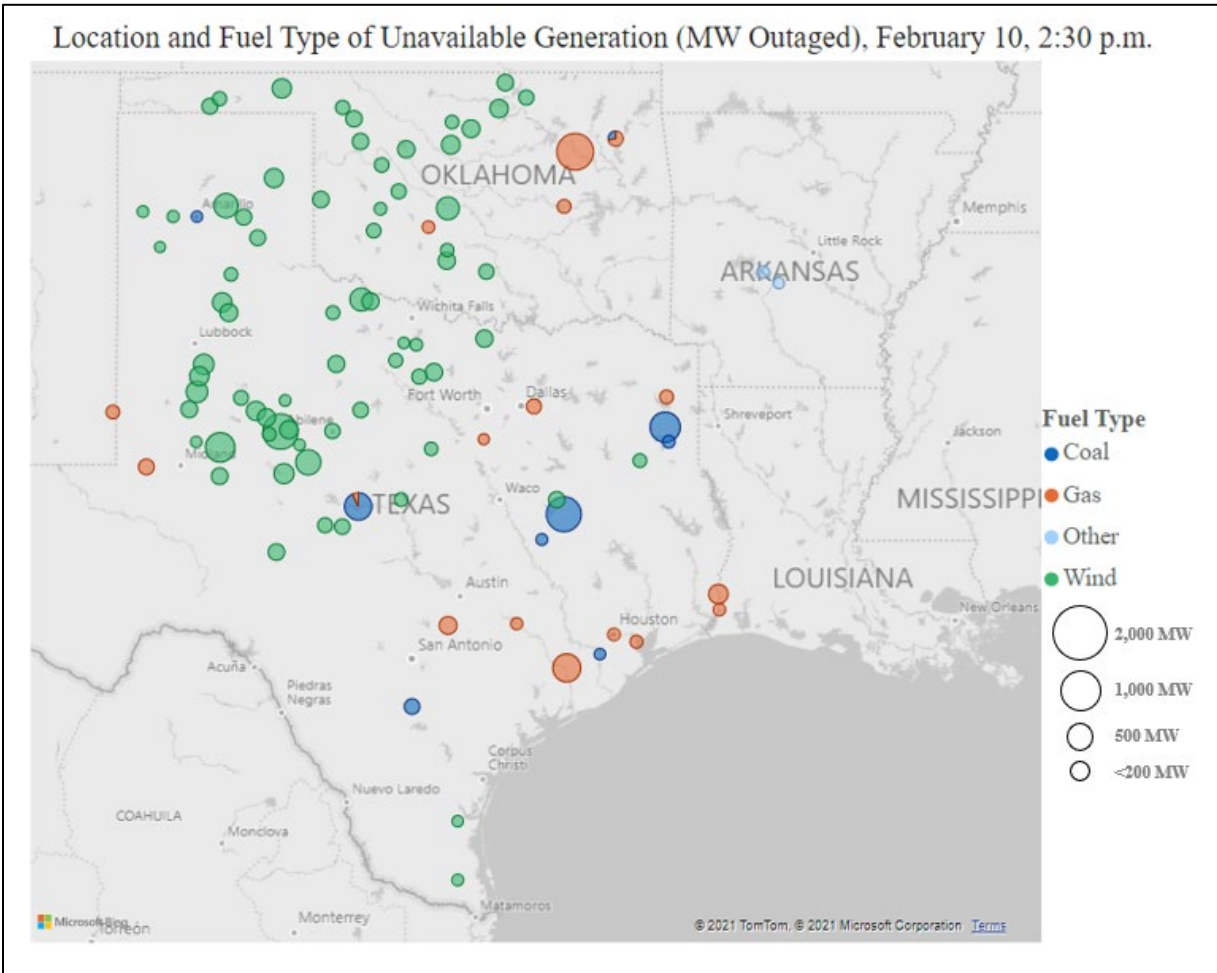 Location and Fuel Type of Unavailable Generation (MW Outaged), February 10, 2:30 p.m.
OKLAHOMA
Amarillo
Memphis
Little Rock
ARKANSAS
Wichita Falls
Lubbock
Fort Worth
Dallas
Shreveport
Abilene
Jackson
Midland
Waco
TEXAS
MISSISSIPPI
LOUISIANA
Austin
Houston
New Orleans
San Antonio
Acuña
Piedras
Negras
Corpus
Christi
Nuevo Laredo
COAHUILA
Monclova
Matamoros
Monterrey
Torreón
Microsoft Bing
© 2021 TomTom, © 2021 Microsoft Corporation Terms
Fuel Type
Coal
Gas
Other
Wind
2,000 MW
1,000 MW
500 MW
<200 MW